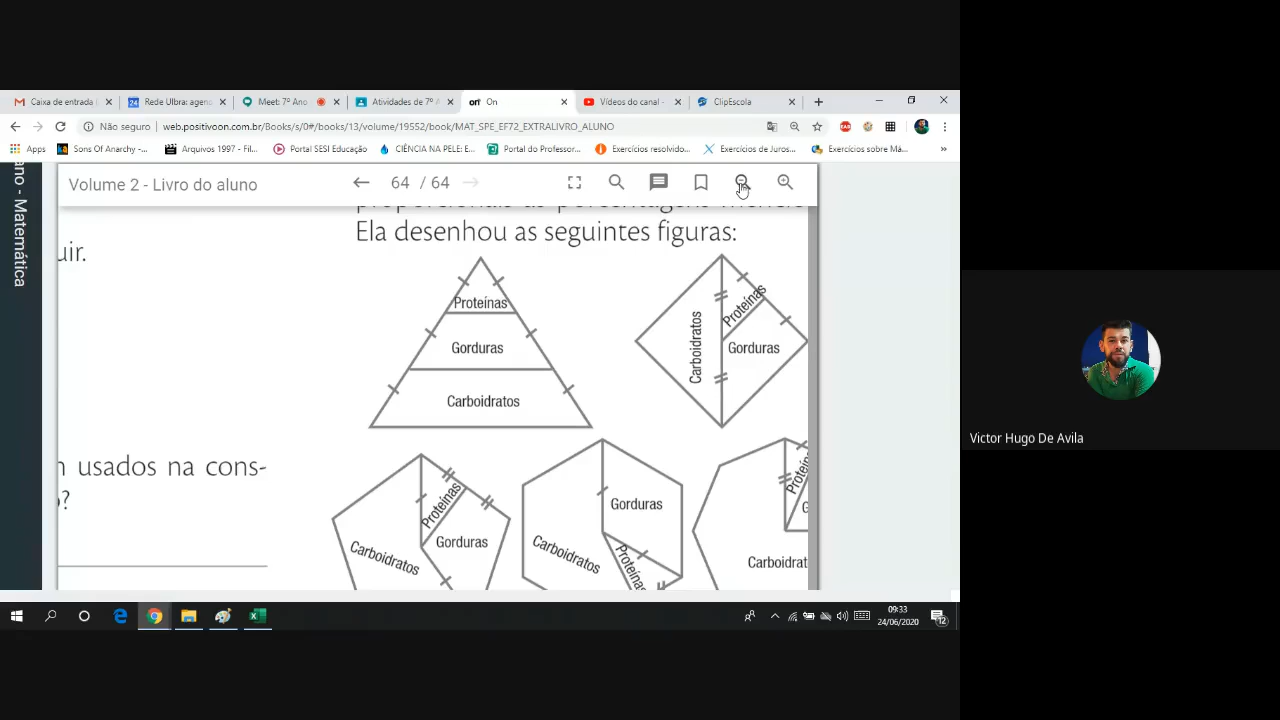 Caixa de entrada
Rede Ulbra: agen
Meet: 7º Ano
Atividades de 7º A
On
Vídeos do canal -
ClipEscola
Não seguro
web.positivoon.com.br/Books/s/0#/books/13/volume/19552/book/MAT_SPE_EF72_EXTRALIVRO_ALUNO
Apps
Sons Of Anarchy -...
Arquivos 1997 - Fil...
Portal SESI Educação
CIÊNCIA NA PELE: E...
Portal do Professor...
Exercícios resolvido...
Exercícios de Juros...
Exercícios sobre Má...
»
ano - Matemática
Volume 2 - Livro do aluno
64 / 64
Ela desenhou as seguintes figuras:
uir.
Proteínas
Gorduras
Carboidratos
Carboidratos
Proteínas
Gorduras
usados na cons-
o?
Carboidratos
Proteínas
Gorduras
Carboidratos
Gorduras
Proteínas
Proteín
G
Carboidrat
09:33
24/06/2020
12
Victor Hugo De Avila